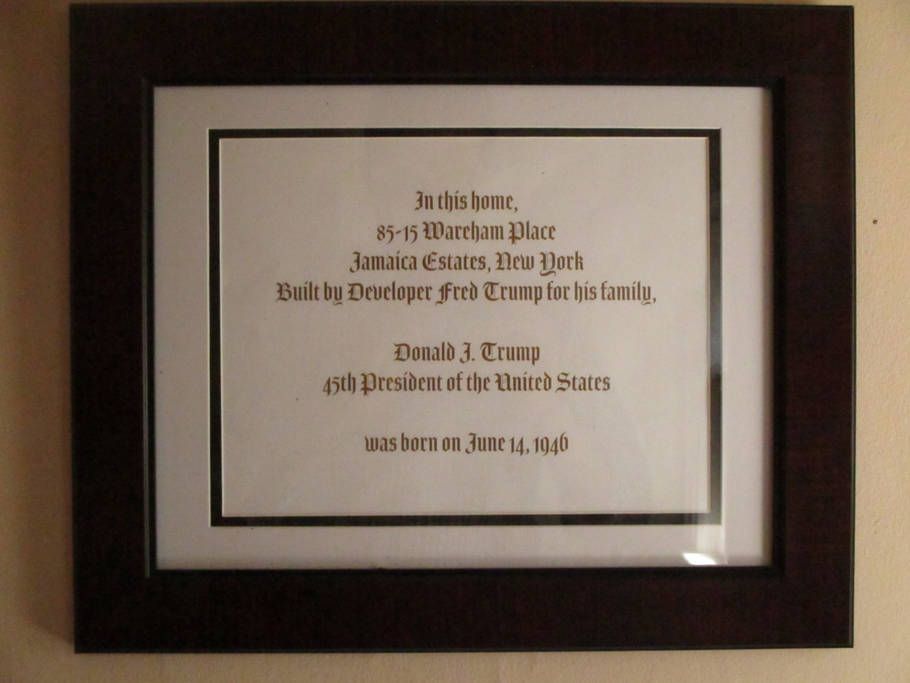 In this home,
85-15 Wareham Place
Jamaica Estates, New York
Built by Developer Fred Trump for his family,
Donald J. Trump
45th President of the United States
was born on June 14, 1946